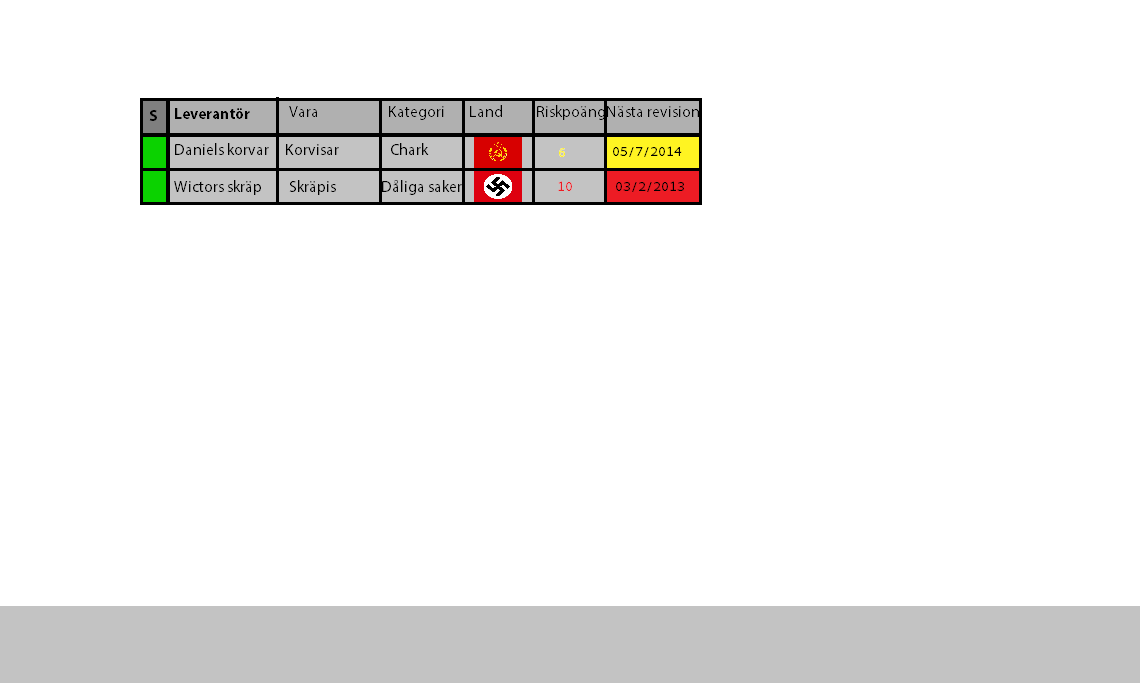 S Leverantör Vara Kategori Land Riskpoäng Nästa revision
Daniels korvar Korvisar Chark 6 05/7/2014
Wictors skräp Skräpis Dåliga saker 10 03/2/2013